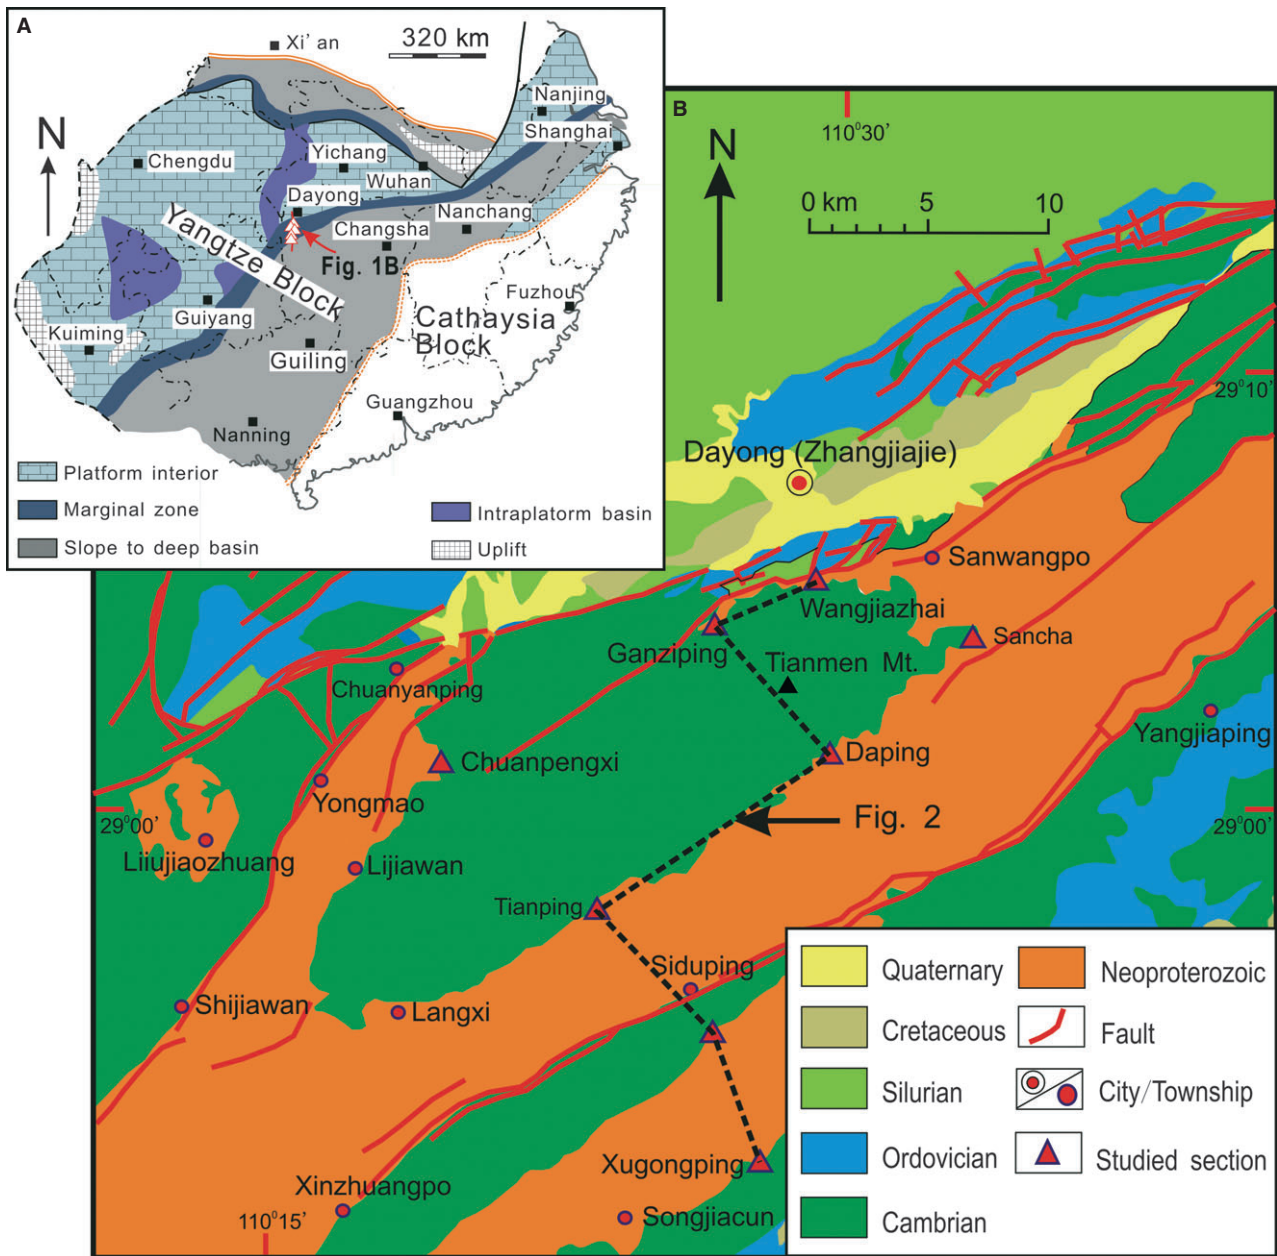 A
Xi' an
320 km
N
Nanjing
Shanghai
Chengdu
Yichang
Wuhan
Dayong
Nanchang
Changsha
Yangtze Block
Fig. 1B
Fuzhou
Guiyang
Cathaysia
Block
Kuiming
Guiling
Guangzhou
Nanning
Platform interior
Marginal zone
Intraplatorm basin
Slope to deep basin
Uplift
B
110°30'
N
0 km 5 10
29°10'
Dayong (Zhangjiajie)
Sanwangpo
Wangjiazhai
Sancha
Ganziping
Tianmen Mt.
Chuanyanping
Yangjiaping
Daping
Chuanpengxi
Yongmao
29°00'
Fig. 2
29°00'
Liiujiaozhuang
Lijiawan
Tianping
Siduping
Shijiawan
Langxi
Xugongping
Xinzhuangpo
Songjiacun
110°15'
Quaternary
Neoproterozoic
Cretaceous
Fault
Silurian
City/Township
Ordovician
Studied section
Cambrian